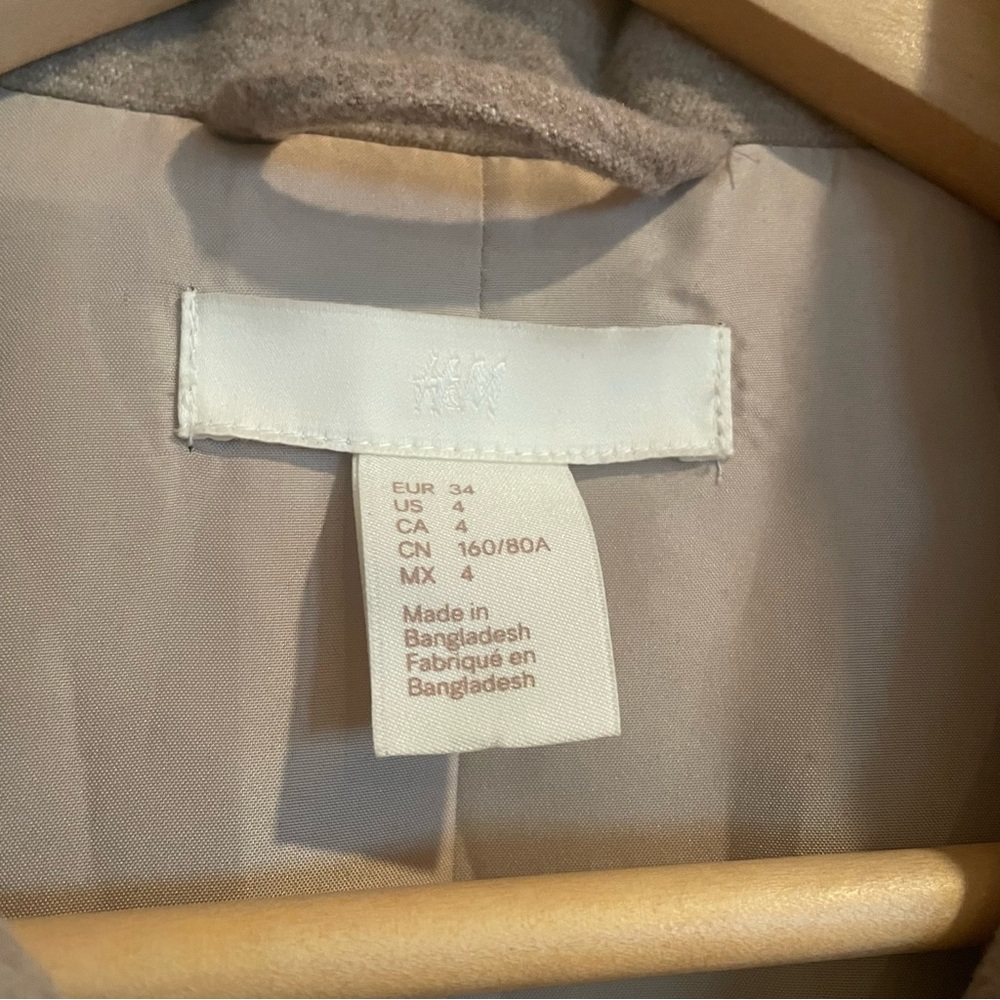 H&M
EUR 34
US 4
CA 4
CN 160/80A
MX 4
Made in
Bangladesh
Fabriqué en
Bangladesh